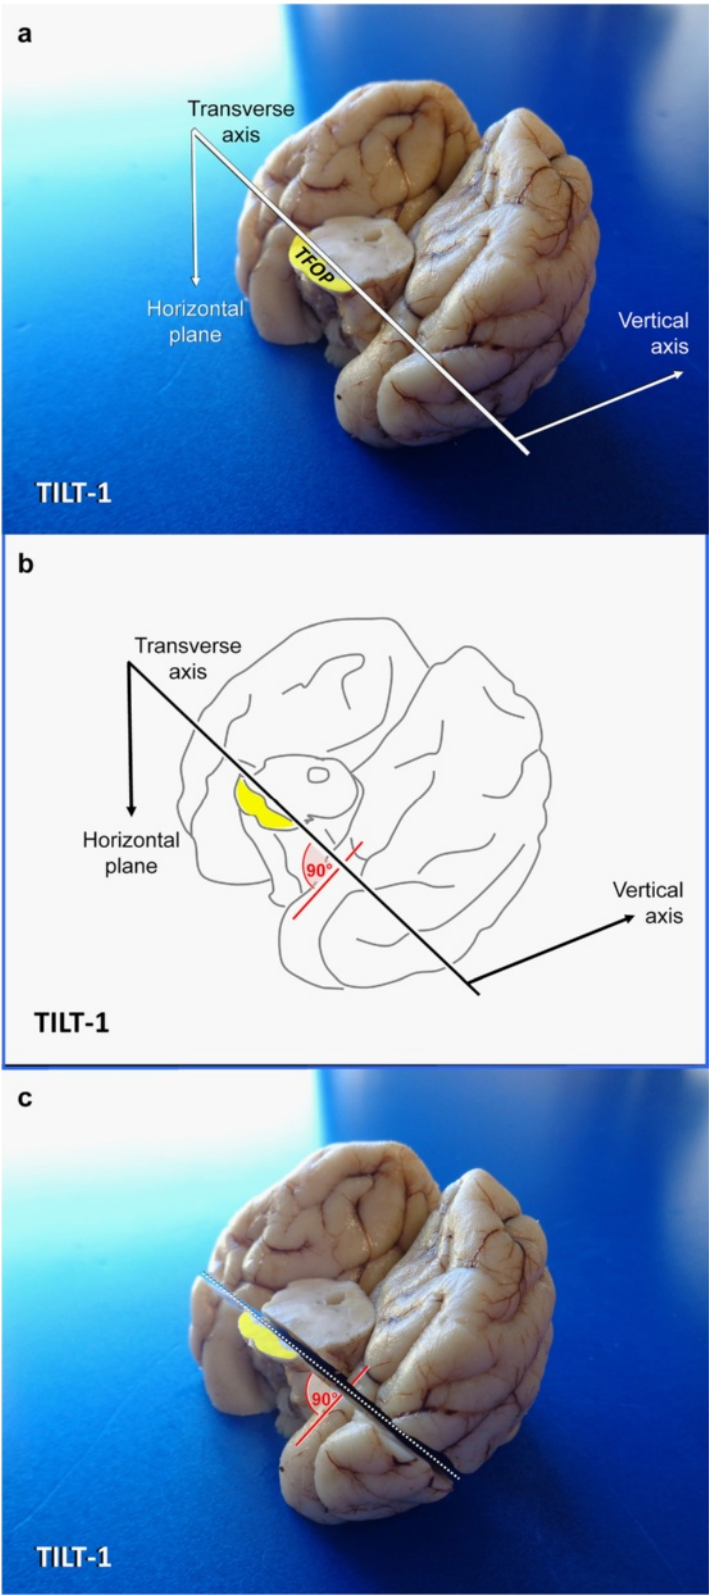 a
Transverse
axis
TFOP
Horizontal
plane
Vertical
axis
TILT-1
b
Transverse
axis
90°
Horizontal
plane
Vertical
axis
TILT-1
c
90°
TILT-1